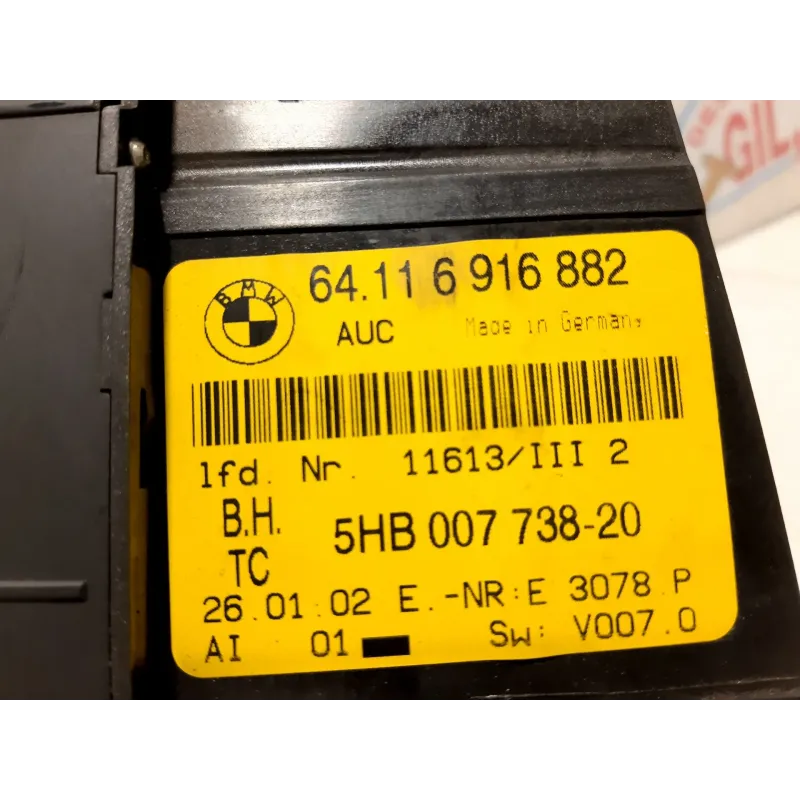 BMW
64.11 6 916 882
AUC Made in Germany
lfd. Nr. 11613/III 2
B.H. 5HB 007 738-20
TC
26.01.02 E.-NR:E 3078.P
AI 01 Sw: V007.0
GIL